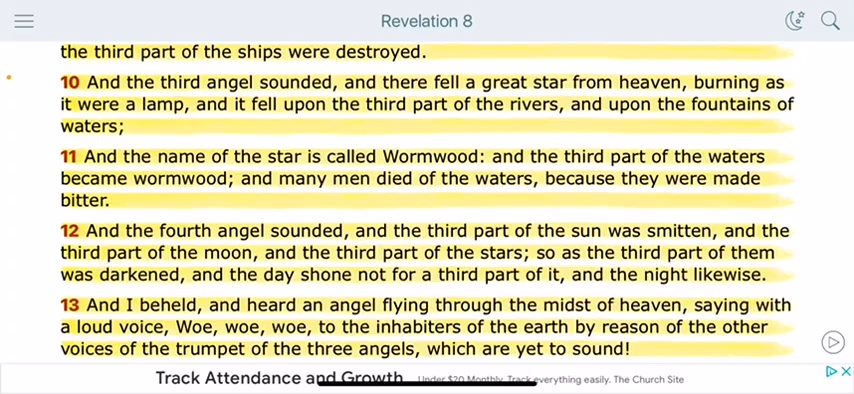 Revelation 8
the third part of the ships were destroyed.
10 And the third angel sounded, and there fell a great star from heaven, burning as
it were a lamp, and it fell upon the third part of the rivers, and upon the fountains of
waters;
11 And the name of the star is called Wormwood: and the third part of the waters
became wormwood; and many men died of the waters, because they were made
bitter.
12 And the fourth angel sounded, and the third part of the sun was smitten, and the
third part of the moon, and the third part of the stars; so as the third part of them
was darkened, and the day shone not for a third part of it, and the night likewise.
13 And I beheld, and heard an angel flying through the midst of heaven, saying with
a loud voice, Woe, woe, woe, to the inhabiters of the earth by reason of the other
voices of the trumpet of the three angels, which are yet to sound!
Track Attendance and Growth Under $20 Monthly. Track everything easily. The Church Site